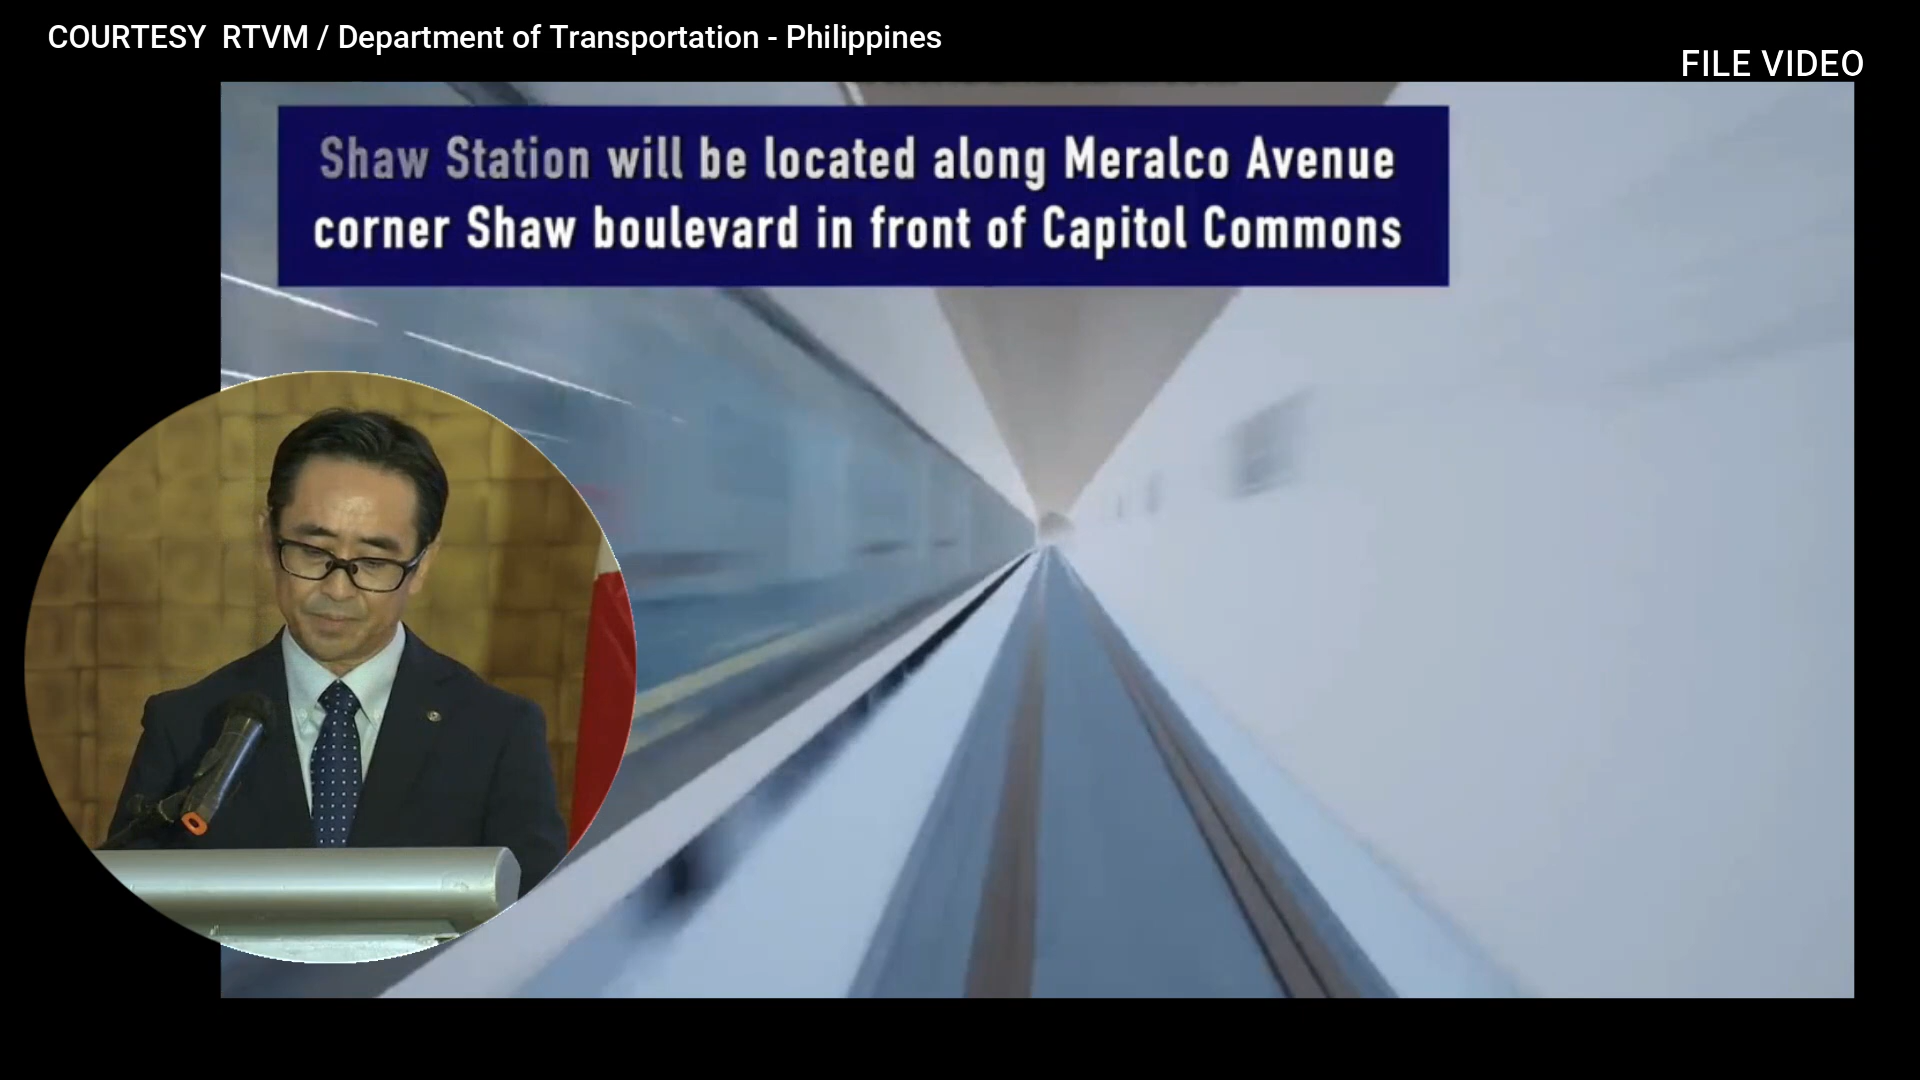 COURTESY RTVM / Department of Transportation - Philippines
FILE VIDEO
Shaw Station will be located along Meralco Avenue
corner Shaw boulevard in front of Capitol Commons